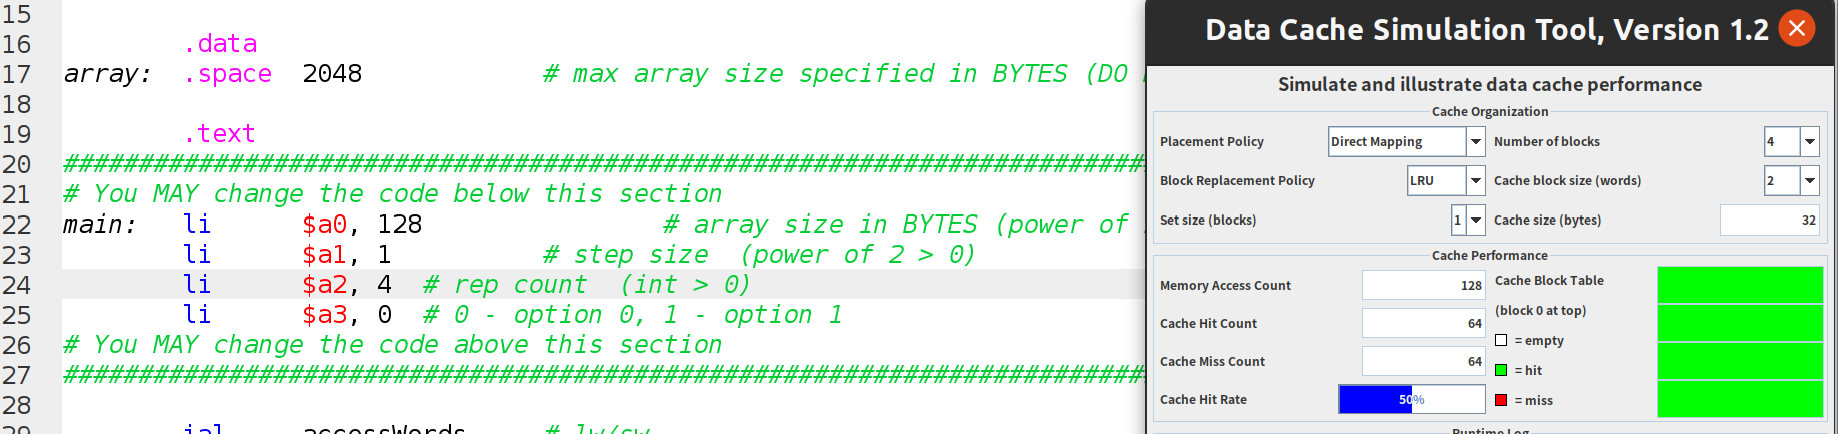 15
16 .data
17 array: .space 2048 # max array size specified in BYTES (DO
18
19 .text
20 ########################################################################
21 # You MAY change the code below this section
22 main: li $a0, 128 # array size in BYTES (power of
23 li $a1, 1 # step size (power of 2 > 0)
24 li $a2, 4 # rep count (int > 0)
25 li $a3, 0 # 0 - option 0, 1 - option 1
26 # You MAY change the code above this section
27 ########################################################################
28
29 jal accessWords # lw/sw
Data Cache Simulation Tool, Version 1.2
Simulate and illustrate data cache performance
Cache Organization
Placement Policy Direct Mapping Number of blocks 4
Block Replacement Policy LRU Cache block size (words) 2
Set size (blocks) 1 Cache size (bytes) 32
Cache Performance
Memory Access Count 128 Cache Block Table
(block 0 at top)
Cache Hit Count 64
= empty
Cache Miss Count 64
= hit
Cache Hit Rate 50% = miss
Runtime Log